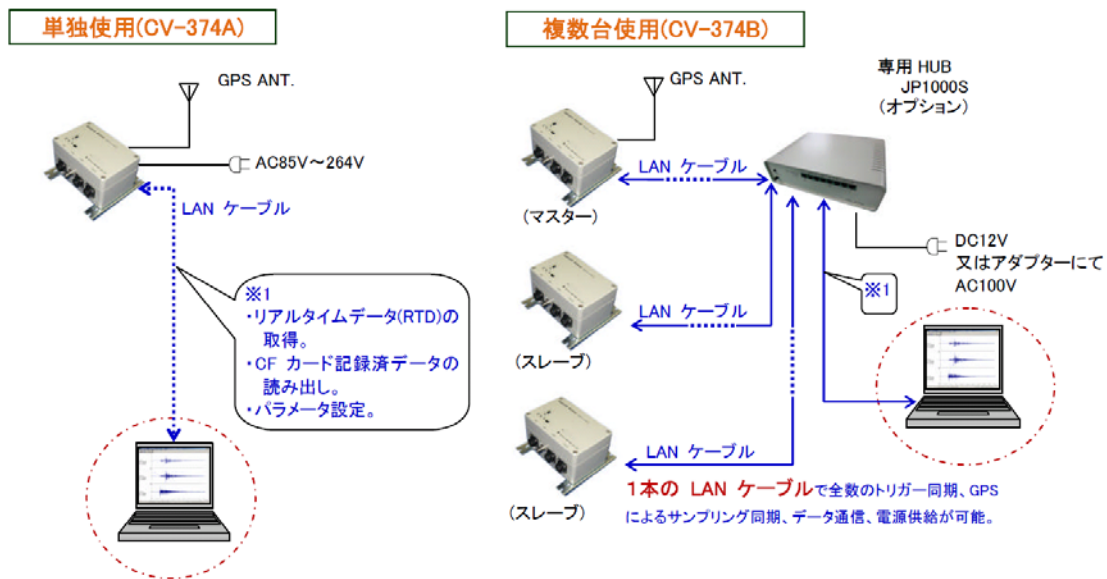 単独使用(CV-374A)
GPS ANT.
AC85V～264V
LAN ケーブル
※1
・リアルタイムデータ(RTD)の
取得。
・CF カード記録済データの
読み出し。
・パラメータ設定。
複数台使用(CV-374B)
GPS ANT.
専用 HUB
JP1000S
(オプション)
LAN ケーブル
(マスター)
DC12V
又はアダプターにて
AC100V
※1
LAN ケーブル
(スレーブ)
LAN ケーブル
(スレーブ)
1本の LAN ケーブルで全数のトリガー同期、GPS
によるサンプリング同期、データ通信、電源供給が可能。